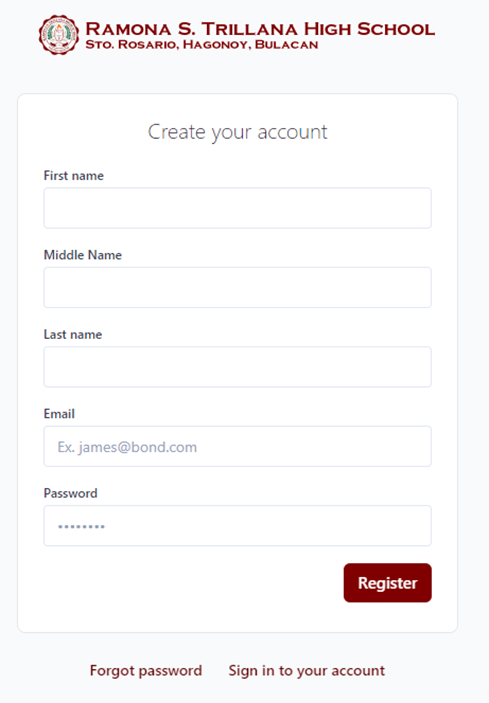 Ramona S. Trillana High School
Sto. Rosario, Hagonoy, Bulacan
Create your account
First name
Middle Name
Last name
Email
Ex. james@bond.com
Password
Register
Forgot password Sign in to your account